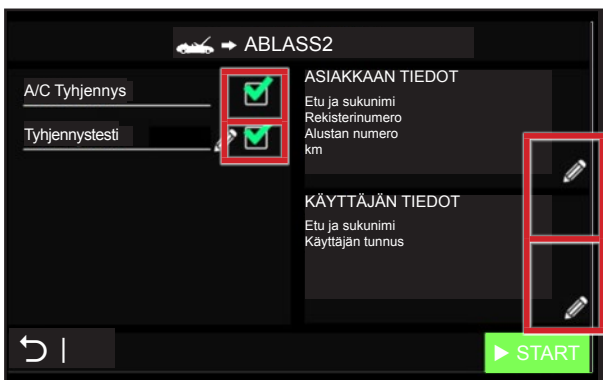 ABLASS2
A/C Tyhjennys
Tyhjennystesti
ASIAKKAAN TIEDOT
Etu ja sukunimi
Rekisterinumero
Alustan numero
km
KÄYTTÄJÄN TIEDOT
Etu ja sukunimi
Käyttäjän tunnus
START